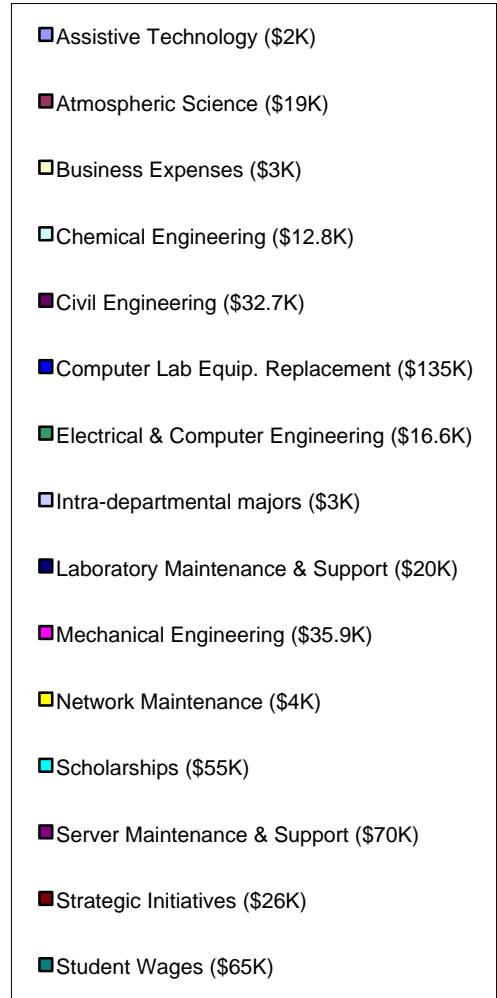 Assistive Technology ($2K)
Atmospheric Science ($19K)
Business Expenses ($3K)
Chemical Engineering ($12.8K)
Civil Engineering ($32.7K)
Computer Lab Equip. Replacement ($135K)
Electrical & Computer Engineering ($16.6K)
Intra-departmental majors ($3K)
Laboratory Maintenance & Support ($20K)
Mechanical Engineering ($35.9K)
Network Maintenance ($4K)
Scholarships ($55K)
Server Maintenance & Support ($70K)
Strategic Initiatives ($26K)
Student Wages ($65K)